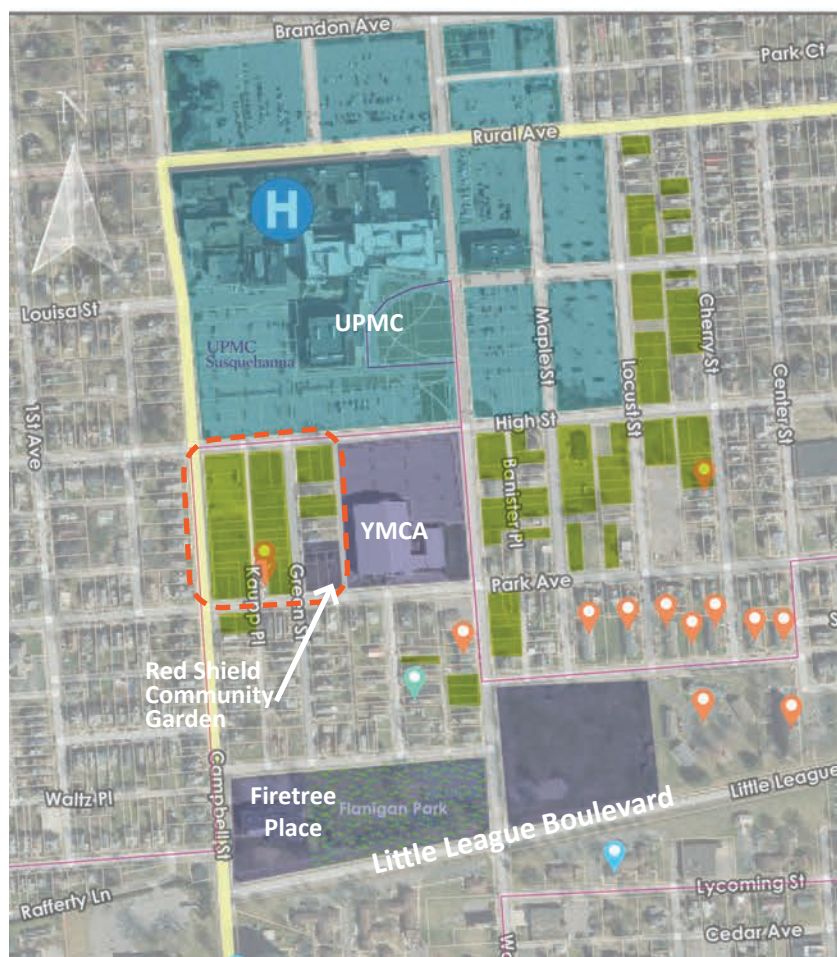 Brandon Ave
Park Ct
Rural Ave
N
H
Louisa St
UPMC
UPMC
Susquehanna
Maple St
Cherry St
Locust St
Center St
1St Ave
High St
Banister Pl
YMCA
Park Ave
Kaupp Pl
Green St
S
Red Shield
Community
Garden
Campbell St
Waltz Pl
Firetree
Place
Flanigan Park
Little League Boulevard
Little League
Rafferty Ln
Lycoming St
Cedar Ave